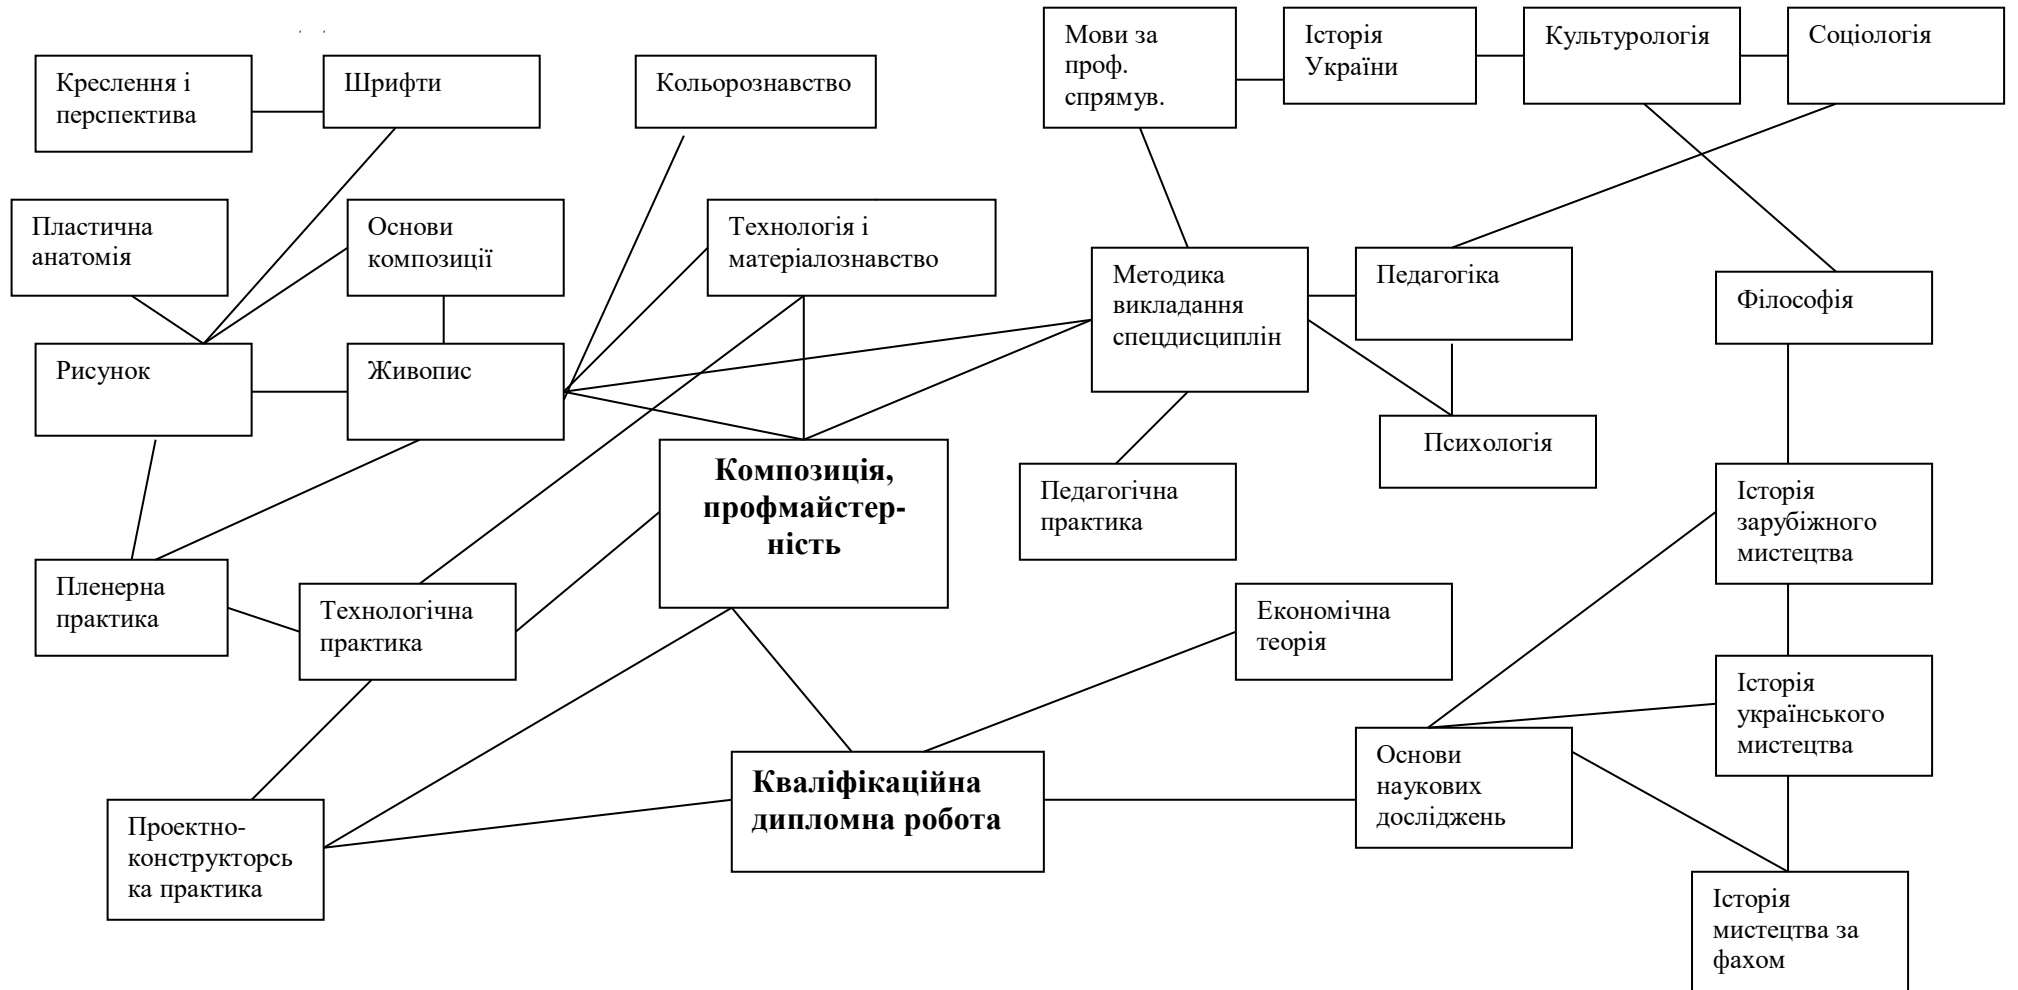 Мови за
проф.
спрямув.
Історія
України
Культурологія
Соціологія
Креслення і
перспектива
Шрифти
Кольорознавство
Пластична
анатомія
Основи
композиції
Технологія і
матеріалознавство
Методика
викладання
спецдисциплін
Педагогіка
Філософія
Рисунок
Живопис
Психологія
Композиція,
профмайстер-
ність
Педагогічна
практика
Історія
зарубіжного
мистецтва
Пленерна
практика
Технологічна
практика
Економічна
теорія
Історія
українського
мистецтва
Основи
наукових
досліджень
Кваліфікаційна
дипломна робота
Проектно-
конструкторсь
ка практика
Історія
мистецтва за
фахом